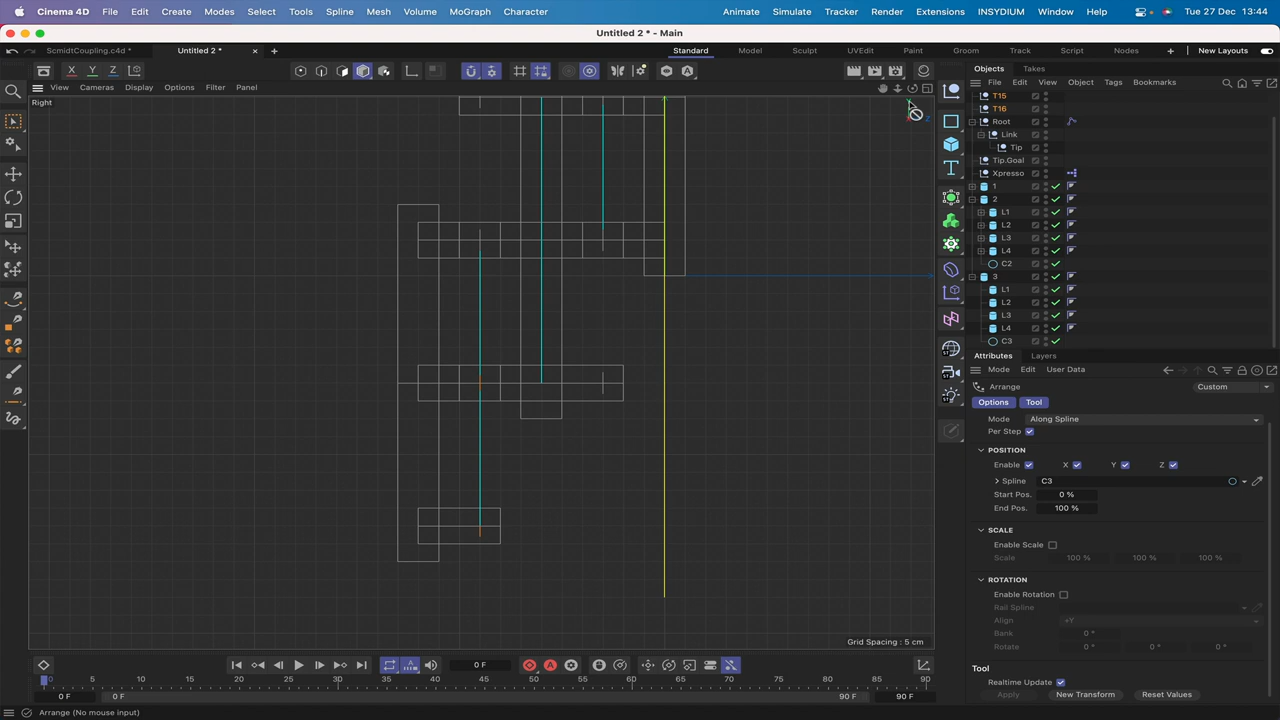 Cinema 4D File Edit Create Modes Select Tools Spline Mesh Volume MoGraph Character Animate Simulate Tracker Render Extensions INSYDIUM Window Help Tue 27 Dec 13:44
Untitled 2 * - Main
ScmidtCoupling.c4d * Untitled 2 * Standard Model Sculpt UVEdit Paint Groom Track Script Nodes New Layouts
X Y Z Objects Takes
View Cameras Display Options Filter Panel File Edit View Object Tags Bookmarks
Right
T15
T16
Z
Root
Link
Tip
Tip.Goal
Xpresso
1
2
L1
L2
L3
L4
C2
3
L1
L2
L3
L4
C3
Attributes Layers
Mode Edit User Data
Arrange Custom
Options Tool
Mode Along Spline
Per Step
POSITION
Enable X Y Z
Spline C3
Start Pos. 0 %
End Pos. 100 %
SCALE
Enable Scale
Scale 100 % 100 % 100 %
ROTATION
Enable Rotation
Rail Spline
Align +Y
Bank 0 °
Rotate 0 ° 0 ° 0 °
Grid Spacing : 5 cm
Tool
Realtime Update
Apply New Transform Reset Values
0 F
0 5 10 15 20 25 30 35 40 45 50 55 60 65 70 75 80 85 90
0 F 0 F 90 F 90 F
Arrange (No mouse input)